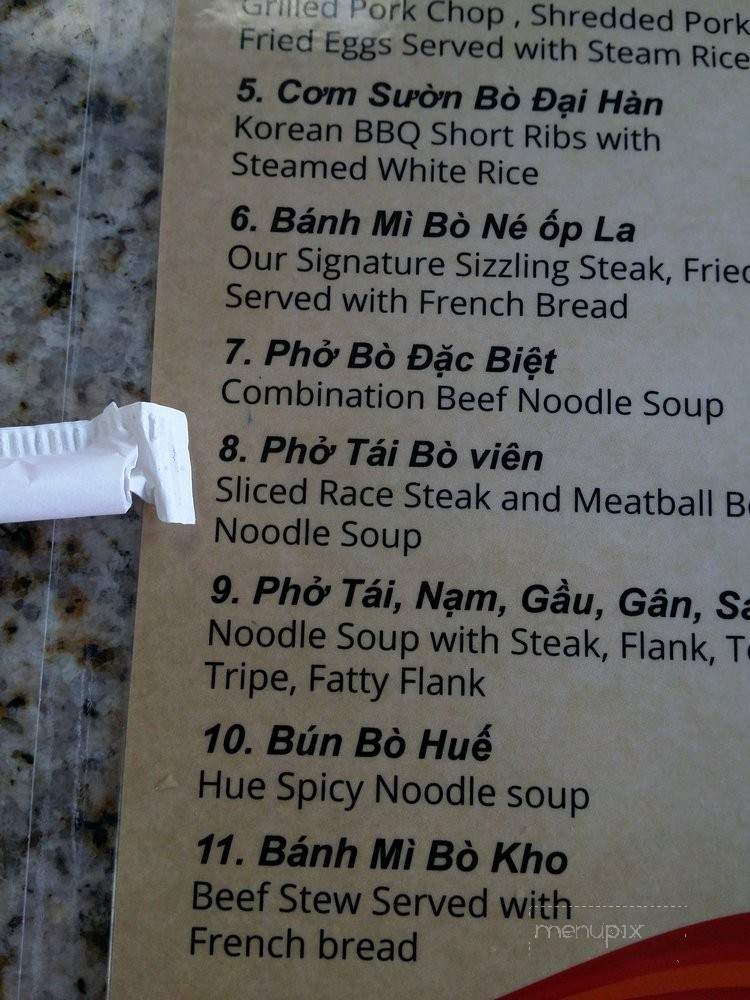 Grilled Pork Chop , Shredded Pork
Fried Eggs Served with Steam Rice
5. Cơm Sườn Bò Đại Hàn
Korean BBQ Short Ribs with
Steamed White Rice
6. Bánh Mì Bò Né ốp La
Our Signature Sizzling Steak, Fried
Served with French Bread
7. Phở Bò Đặc Biệt
Combination Beef Noodle Soup
8. Phở Tái Bò viên
Sliced Race Steak and Meatball
Noodle Soup
9. Phở Tái, Nạm, Gầu, Gân,
Noodle Soup with Steak, Flank,
Tripe, Fatty Flank
10. Bún Bò Huế
Hue Spicy Noodle soup
11. Bánh Mì Bò Kho
Beef Stew Served with
French bread
menupix